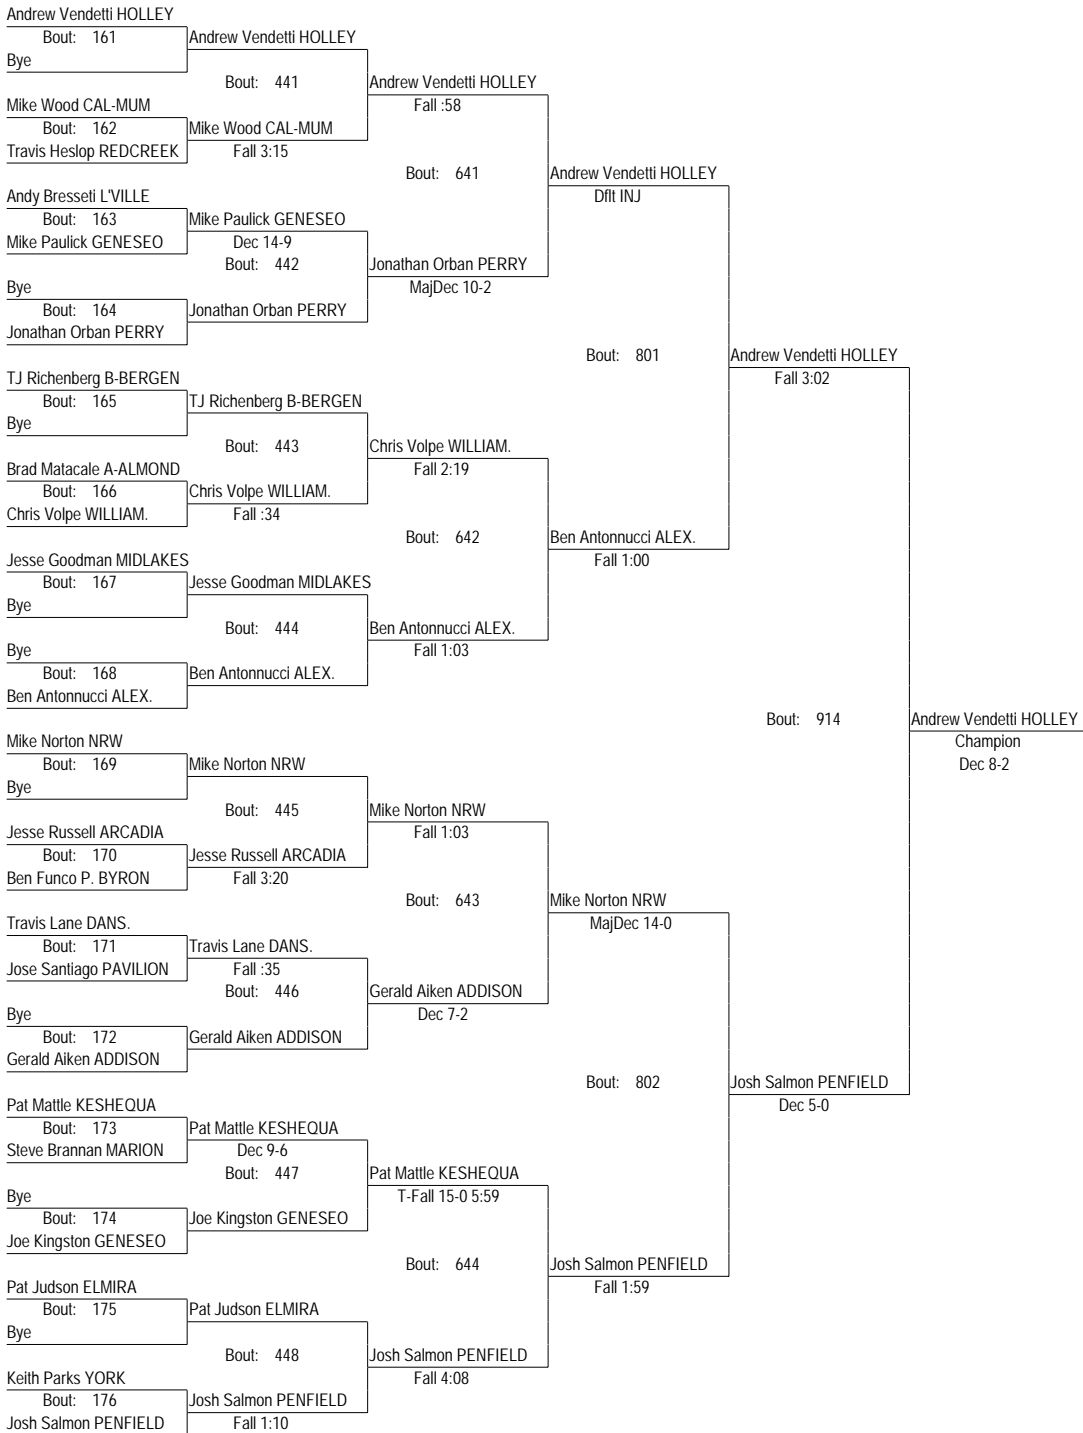 Andrew Vendetti HOLLEY
Bout: 161
Andrew Vendetti HOLLEY
Bye
Bout: 441
Andrew Vendetti HOLLEY
Mike Wood CAL-MUM
Fall :58
Bout: 162
Mike Wood CAL-MUM
Travis Heslop REDCREEK
Fall 3:15
Bout: 641
Andrew Vendetti HOLLEY
Andy Bresseti L'VILLE
Dflt INJ
Bout: 163
Mike Paulick GENESEO
Mike Paulick GENESEO
Dec 14-9
Bout: 442
Jonathan Orban PERRY
Bye
MajDec 10-2
Bout: 164
Jonathan Orban PERRY
Jonathan Orban PERRY
Bout: 801
Andrew Vendetti HOLLEY
TJ Richenberg B-BERGEN
Fall 3:02
Bout: 165
TJ Richenberg B-BERGEN
Bye
Bout: 443
Chris Volpe WILLIAM.
Brad Matacale A-ALMOND
Fall 2:19
Bout: 166
Chris Volpe WILLIAM.
Chris Volpe WILLIAM.
Fall :34
Bout: 642
Ben Antonnucci ALEX.
Jesse Goodman MIDLAKES
Fall 1:00
Bout: 167
Jesse Goodman MIDLAKES
Bye
Bout: 444
Ben Antonnucci ALEX.
Bye
Fall 1:03
Bout: 168
Ben Antonnucci ALEX.
Ben Antonnucci ALEX.
Bout: 914
Andrew Vendetti HOLLEY
Mike Norton NRW
Champion
Bout: 169
Mike Norton NRW
Dec 8-2
Bye
Bout: 445
Mike Norton NRW
Jesse Russell ARCADIA
Fall 1:03
Bout: 170
Jesse Russell ARCADIA
Ben Funco P. BYRON
Fall 3:20
Bout: 643
Mike Norton NRW
Travis Lane DANS.
MajDec 14-0
Bout: 171
Travis Lane DANS.
Jose Santiago PAVILION
Fall :35
Bout: 446
Gerald Aiken ADDISON
Bye
Dec 7-2
Bout: 172
Gerald Aiken ADDISON
Gerald Aiken ADDISON
Bout: 802
Josh Salmon PENFIELD
Pat Mattle KESHEQUA
Dec 5-0
Bout: 173
Pat Mattle KESHEQUA
Steve Brannan MARION
Dec 9-6
Bout: 447
Pat Mattle KESHEQUA
Bye
T-Fall 15-0 5:59
Bout: 174
Joe Kingston GENESEO
Joe Kingston GENESEO
Bout: 644
Josh Salmon PENFIELD
Pat Judson ELMIRA
Fall 1:59
Bout: 175
Pat Judson ELMIRA
Bye
Bout: 448
Josh Salmon PENFIELD
Keith Parks YORK
Fall 4:08
Bout: 176
Josh Salmon PENFIELD
Josh Salmon PENFIELD
Fall 1:10